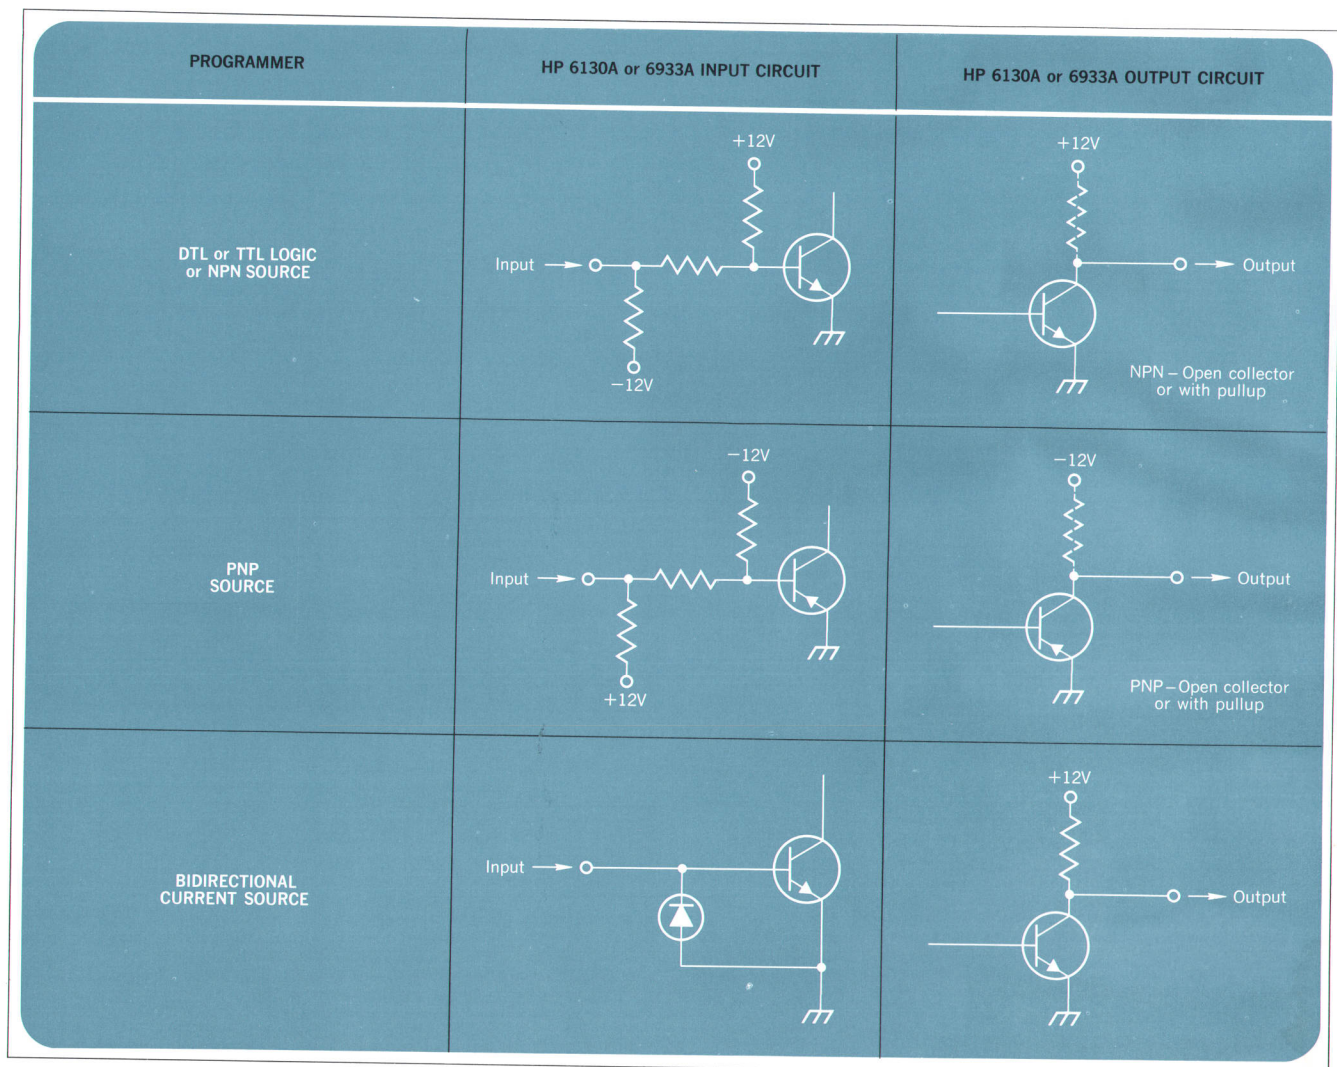 PROGRAMMER
HP 6130A or 6933A INPUT CIRCUIT
HP 6130A or 6933A OUTPUT CIRCUIT
DTL or TTL LOGIC
or NPN SOURCE
+12V
Input
−12V
+12V
Output
NPN – Open collector
or with pullup
PNP
SOURCE
−12V
Input
+12V
−12V
Output
PNP – Open collector
or with pullup
BIDIRECTIONAL
CURRENT SOURCE
Input
+12V
Output